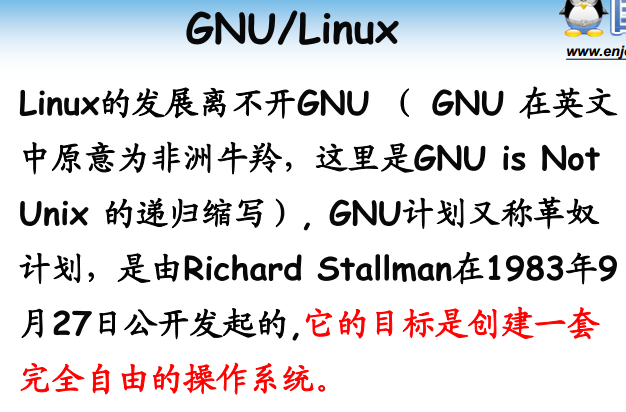 GNU/Linux
www.enj
Linux的发展离不开GNU （ GNU 在英文
中原意为非洲牛羚，这里是GNU is Not
Unix 的递归缩写），GNU计划又称革奴
计划，是由Richard Stallman在1983年9
月27日公开发起的,它的目标是创建一套
完全自由的操作系统。